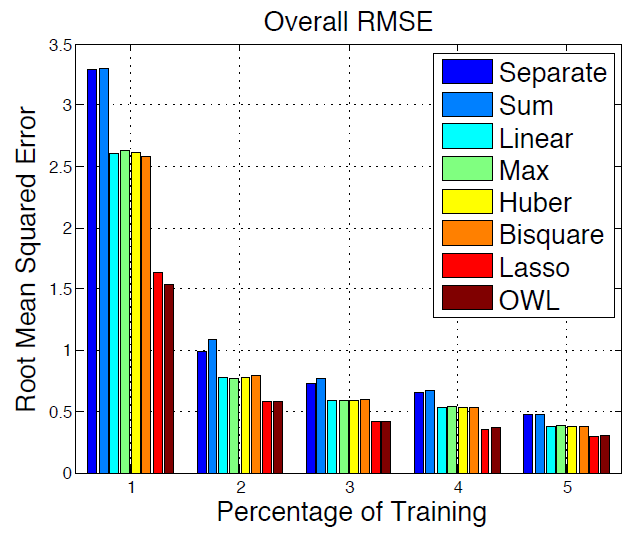 Overall RMSE
Root Mean Squared Error
3.5
3
2.5
2
1.5
1
0.5
0
Separate
Sum
Linear
Max
Huber
Bisquare
Lasso
OWL
1 2 3 4 5
Percentage of Training